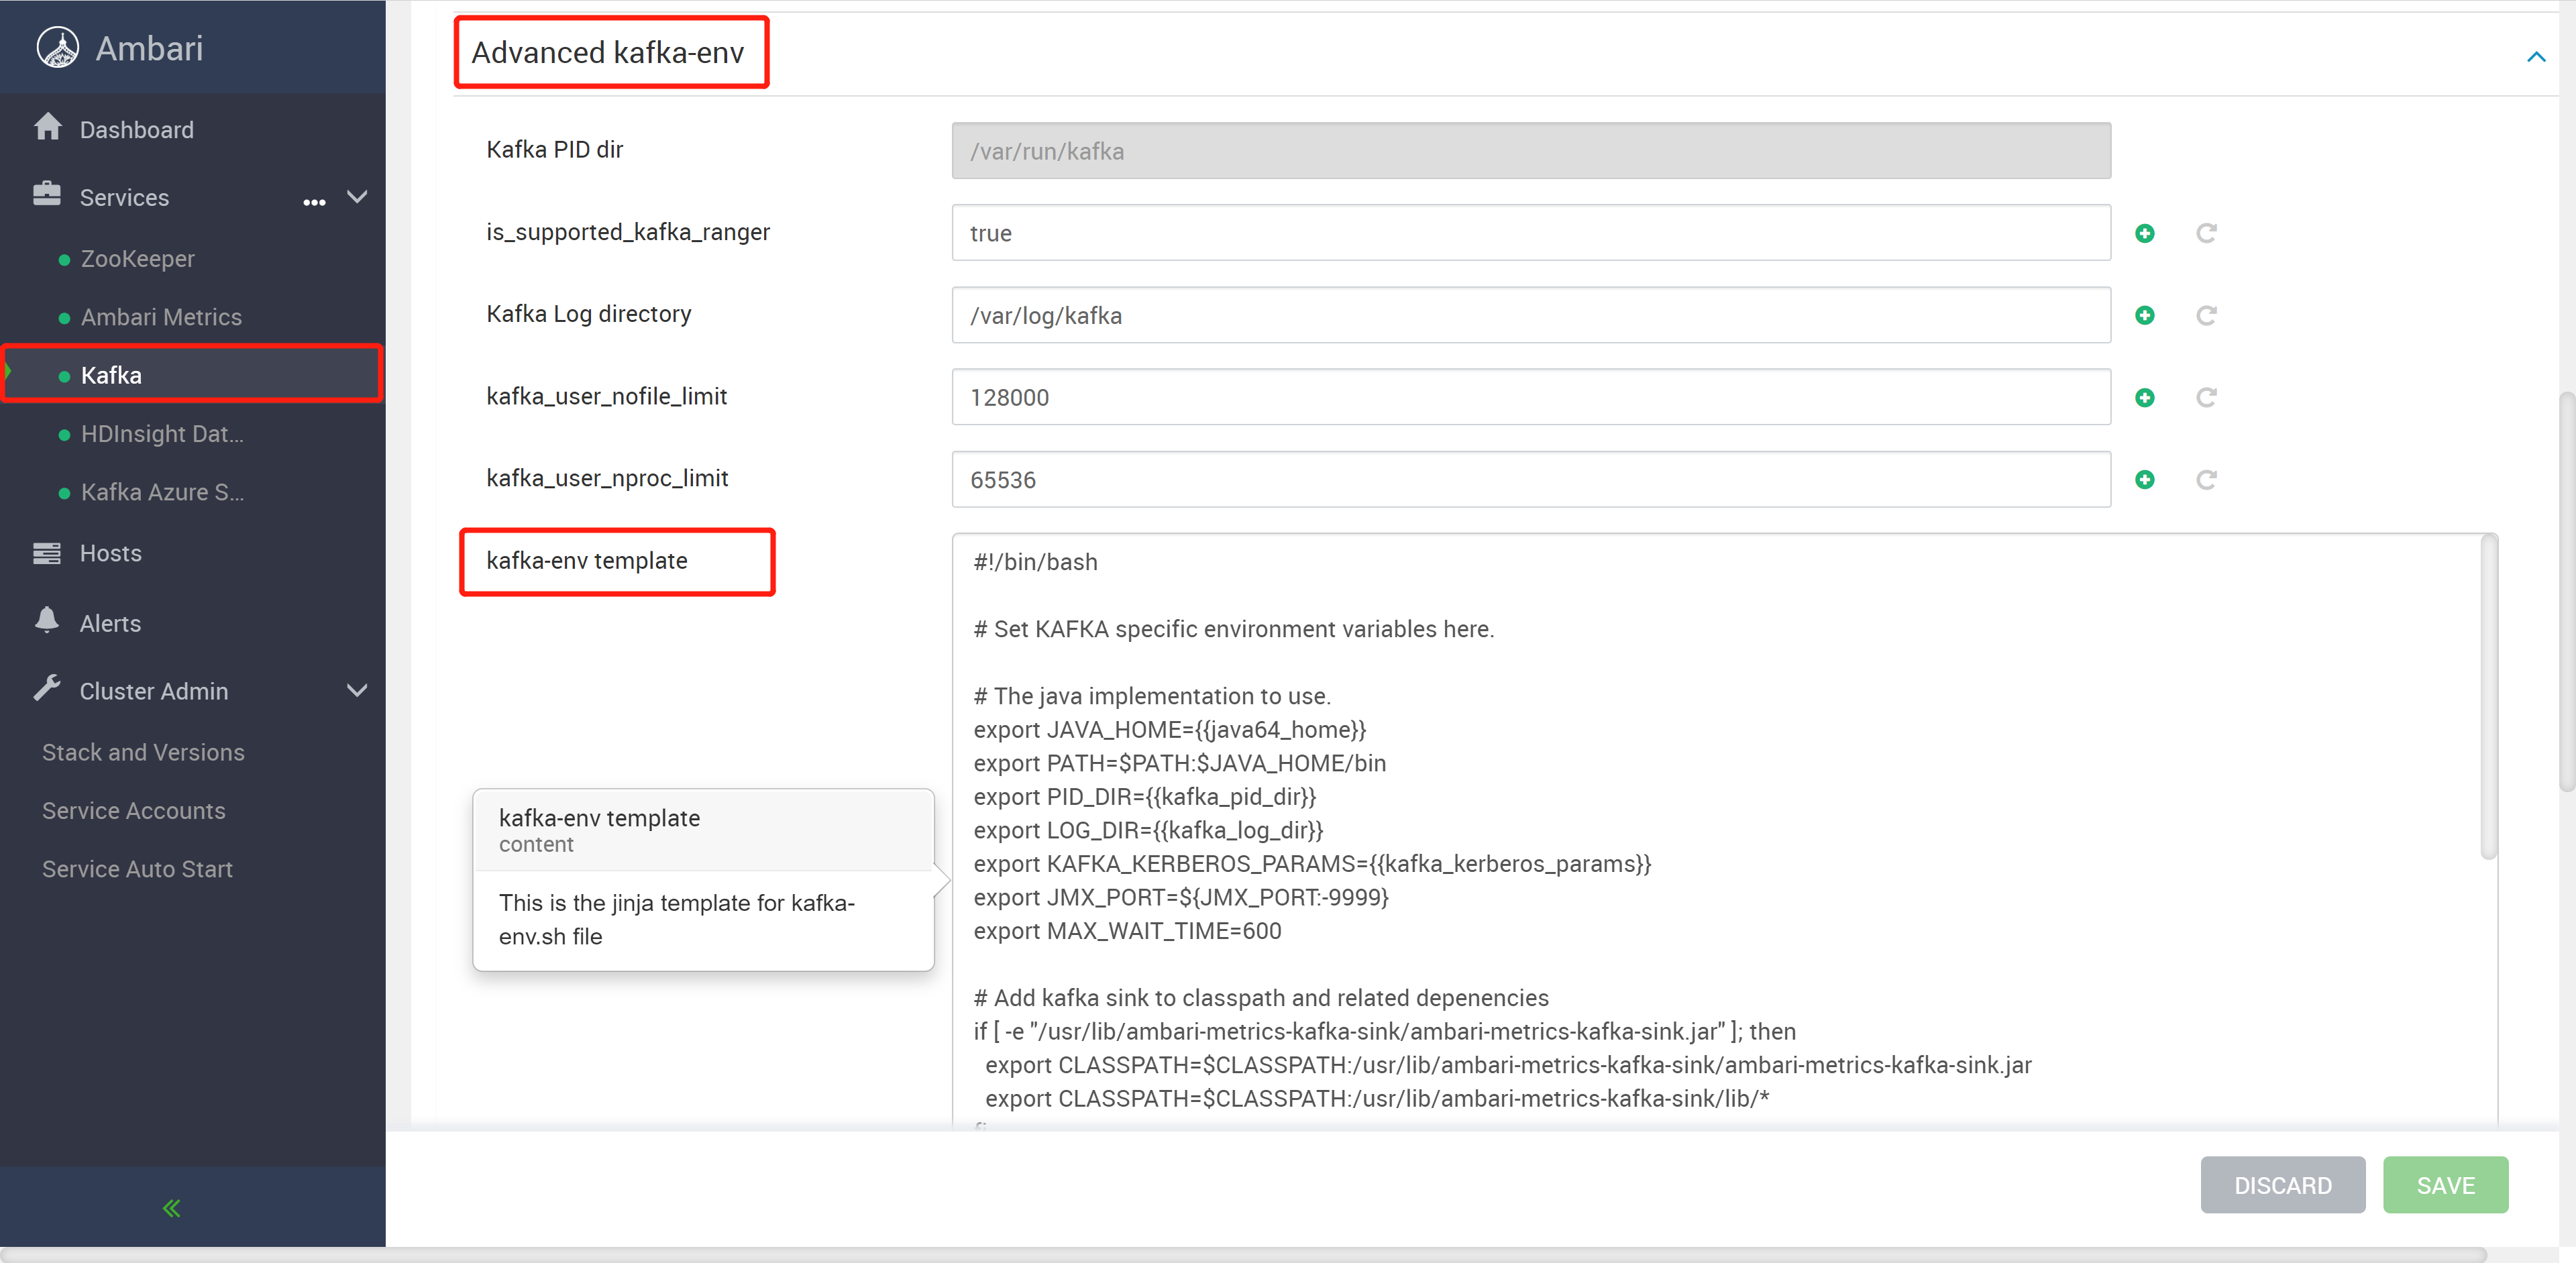 Ambari
Dashboard
Services
...
ZooKeeper
Ambari Metrics
Kafka
HDInsight Dat...
Kafka Azure S...
Hosts
Alerts
Cluster Admin
Stack and Versions
Service Accounts
Service Auto Start
Advanced kafka-env
Kafka PID dir
/var/run/kafka
is_supported_kafka_ranger
true
Kafka Log directory
/var/log/kafka
kafka_user_nofile_limit
128000
kafka_user_nproc_limit
65536
kafka-env template
#!/bin/bash
# Set KAFKA specific environment variables here.
# The java implementation to use.
export JAVA_HOME={{java64_home}}
export PATH=$PATH:$JAVA_HOME/bin
export PID_DIR={{kafka_pid_dir}}
export LOG_DIR={{kafka_log_dir}}
export KAFKA_KERBEROS_PARAMS={{kafka_kerberos_params}}
export JMX_PORT=${JMX_PORT:-9999}
export MAX_WAIT_TIME=600
# Add kafka sink to classpath and related depenencies
if [ -e "/usr/lib/ambari-metrics-kafka-sink/ambari-metrics-kafka-sink.jar" ]; then
export CLASSPATH=$CLASSPATH:/usr/lib/ambari-metrics-kafka-sink/ambari-metrics-kafka-sink.jar
export CLASSPATH=$CLASSPATH:/usr/lib/ambari-metrics-kafka-sink/lib/*
kafka-env template
content
This is the jinja template for kafka-
env.sh file
DISCARD
SAVE